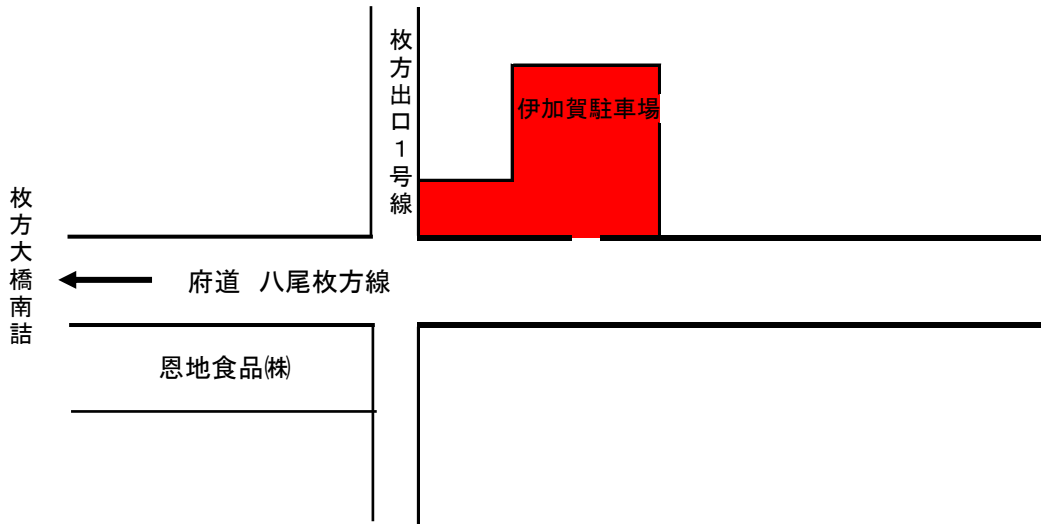 枚方出口１号線
伊加賀駐車場
枚方大橋南詰
府道　八尾枚方線
恩地食品㈱